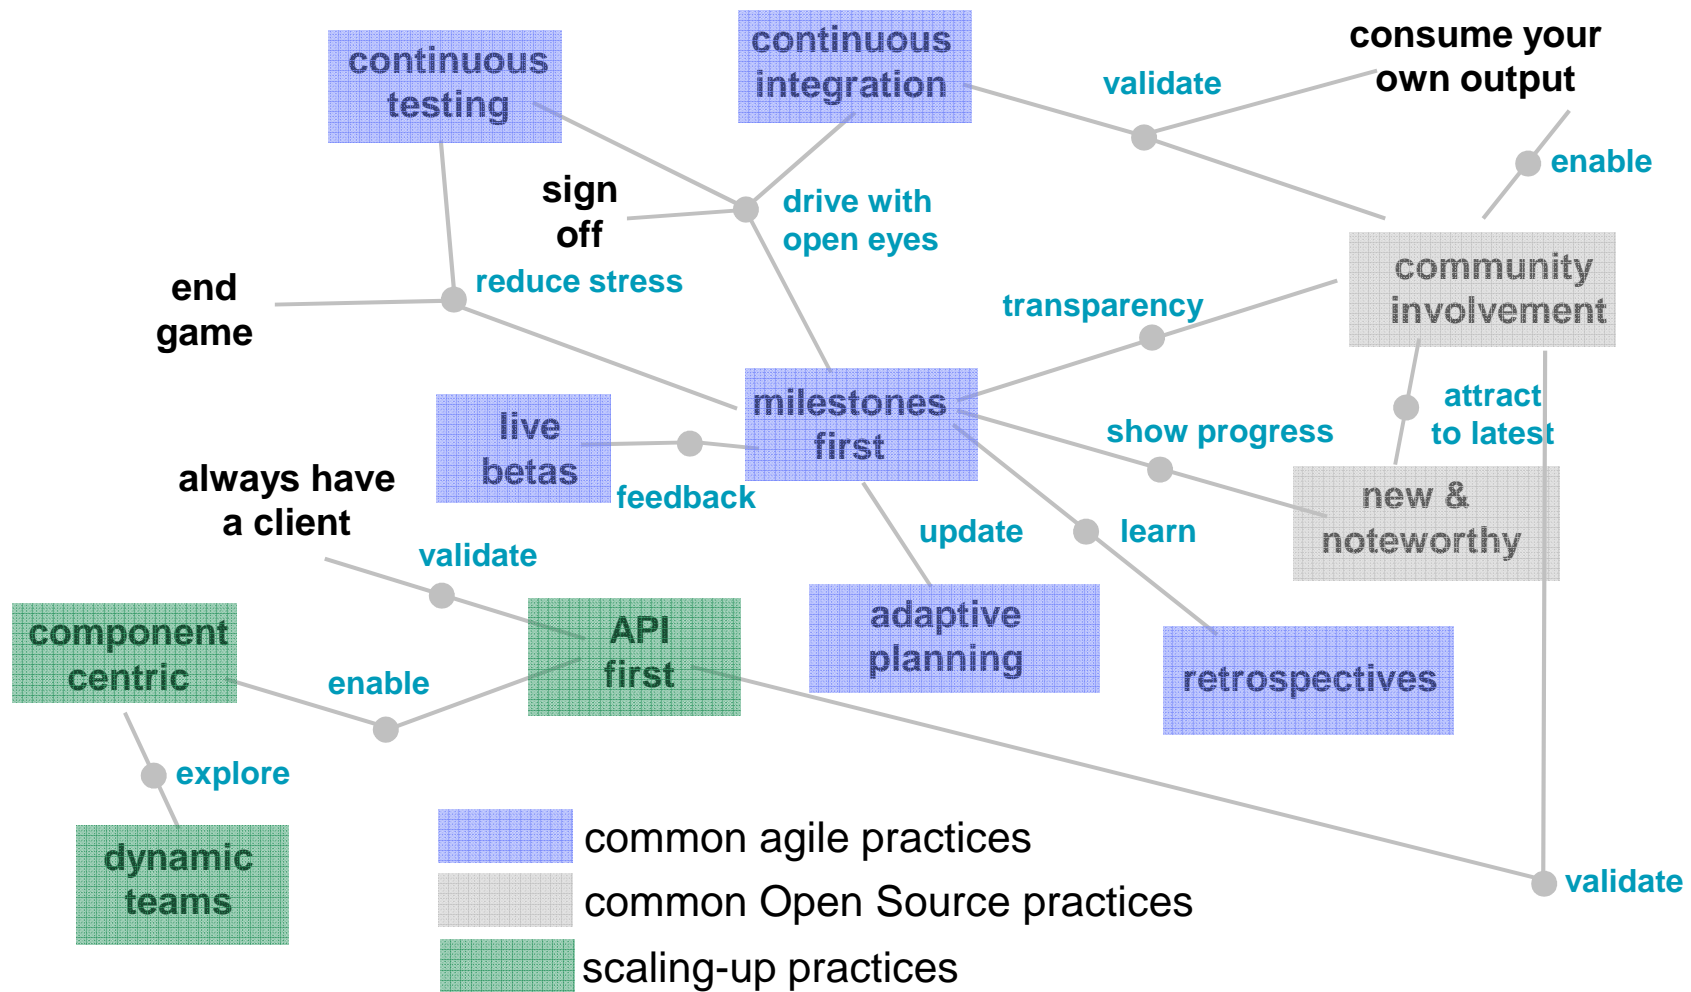 continuous
testing
continuous
integration
validate
consume your
own output
enable
sign
off
drive with
open eyes
end
game
reduce stress
transparency
community
involvement
milestones
first
live
betas
feedback
show progress
attract
to latest
new &
noteworthy
always have
a client
validate
update
learn
component
centric
enable
API
first
adaptive
planning
retrospectives
explore
dynamic
teams
common agile practices
common Open Source practices
scaling-up practices
validate